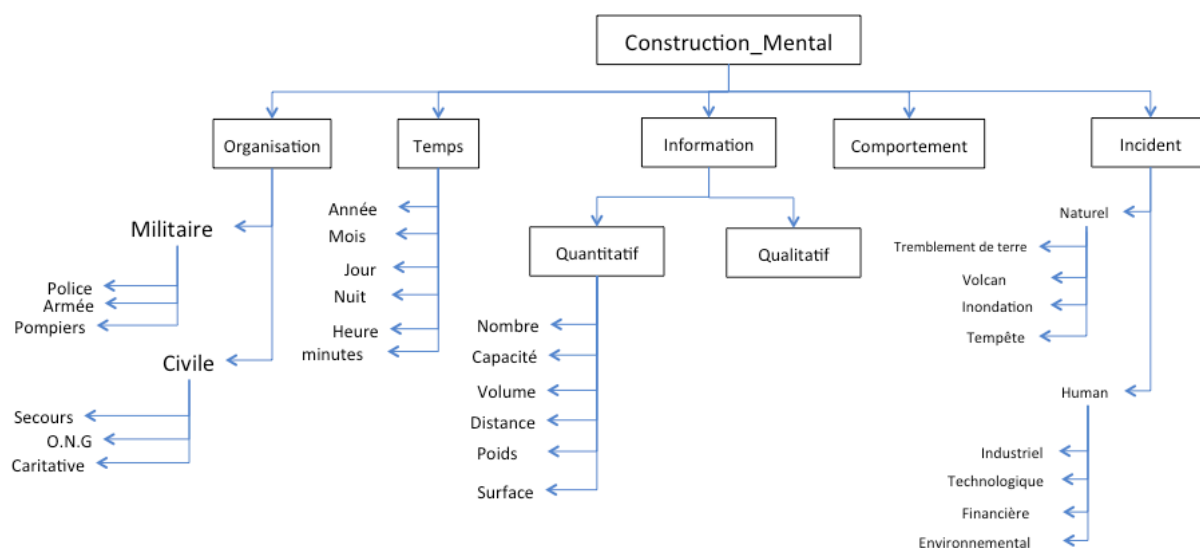 Construction_Mental
Organisation
Temps
Information
Comportement
Incident
Militaire
Police
Armée
Pompiers
Civile
Secours
O.N.G
Caritative
Année
Mois
Jour
Nuit
Heure
minutes
Quantitatif
Qualitatif
Nombre
Capacité
Volume
Distance
Poids
Surface
Naturel
Tremblement de terre
Volcan
Inondation
Tempête
Human
Industriel
Technologique
Financière
Environnemental